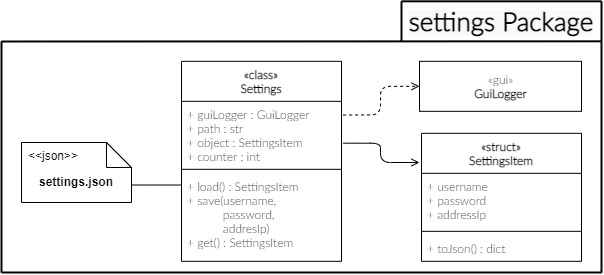 settings Package
«class»
Settings
+ guiLogger : GuiLogger
+ path : str
+ object : SettingsItem
+ counter : int
+ load() : SettingsItem
+ save(username,
password,
addresIp)
+ get() : SettingsItem
«gui»
GuiLogger
«struct»
SettingsItem
+ username
+ password
+ addressIp
+ toJson() : dict
<<json>>
settings.json